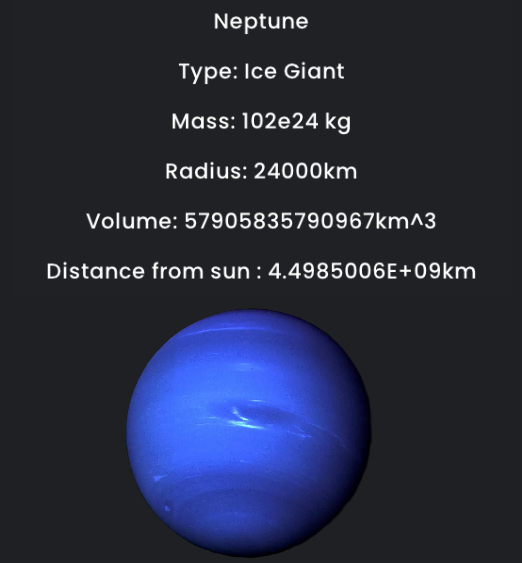 Neptune
Type: Ice Giant
Mass: 102e24 kg
Radius: 24000km
Volume: 57905835790967km^3
Distance from sun : 4.4985006E+09km